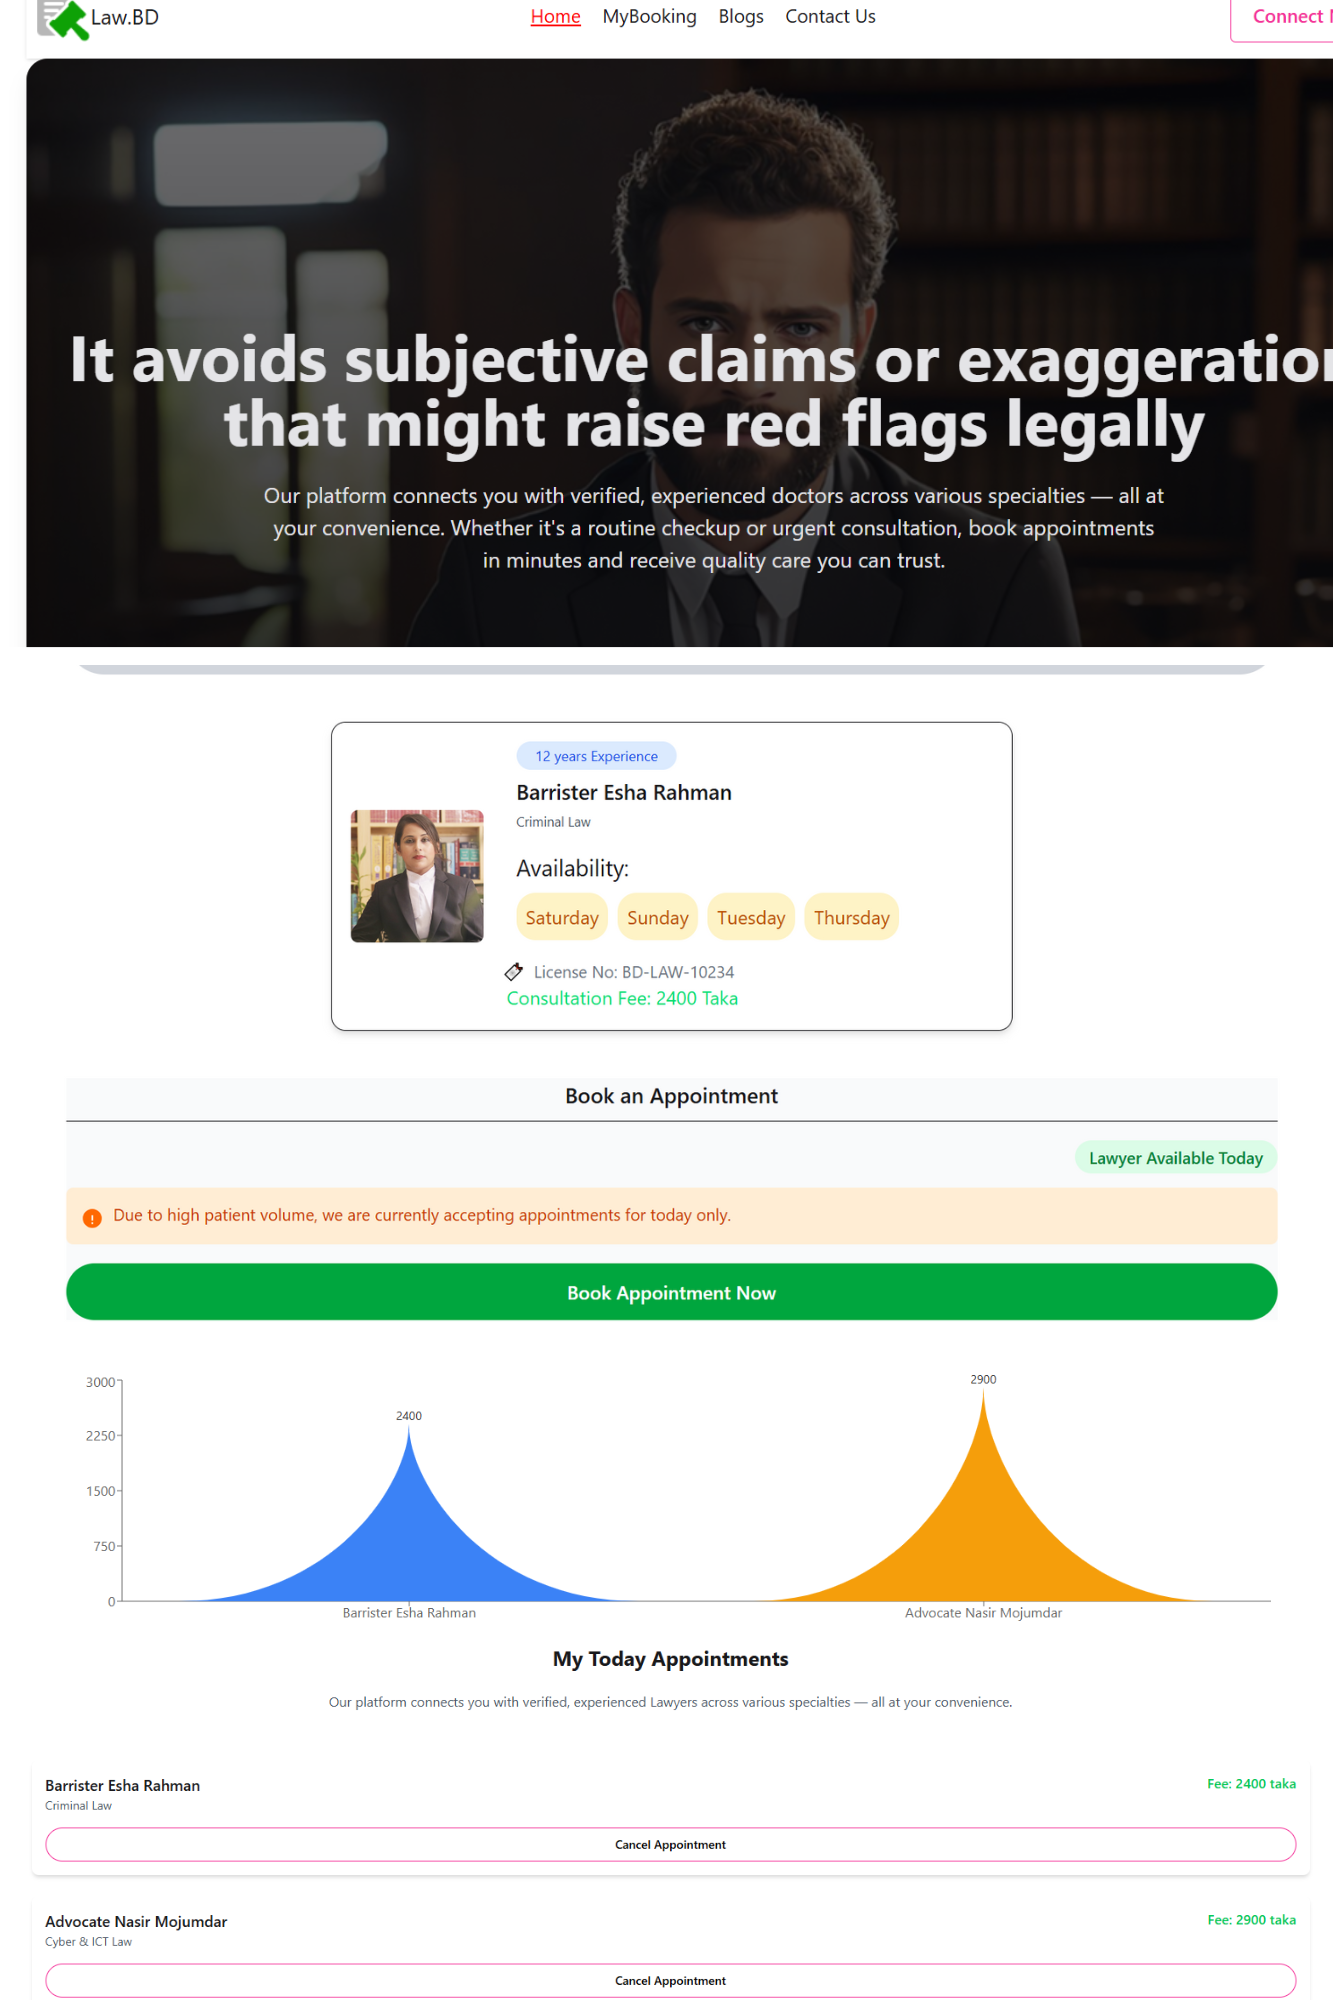 Law.BD
Home MyBooking Blogs Contact Us
Connect
It avoids subjective claims or
that might raise red flags legally
Our platform connects you with verified, experienced doctors across various specialties — all at
your convenience. Whether it's a routine checkup or urgent consultation, book appointments
in minutes and receive quality care you can trust.
12 years Experience
Barrister Esha Rahman
Criminal Law
Availability:
Saturday Sunday Tuesday Thursday
License No: BD-LAW-10234
Consultation Fee: 2400 Taka
Book an Appointment
Lawyer Available Today
Due to high patient volume, we are currently accepting appointments for today only.
Book Appointment Now
3000
2250
1500
750
0
2400
2900
Barrister Esha Rahman
Advocate Nasir Mojumdar
My Today Appointments
Our platform connects you with verified, experienced Lawyers across various specialties — all at your convenience.
Barrister Esha Rahman
Fee: 2400 taka
Criminal Law
Cancel Appointment
Advocate Nasir Mojumdar
Fee: 2900 taka
Cyber & ICT Law
Cancel Appointment